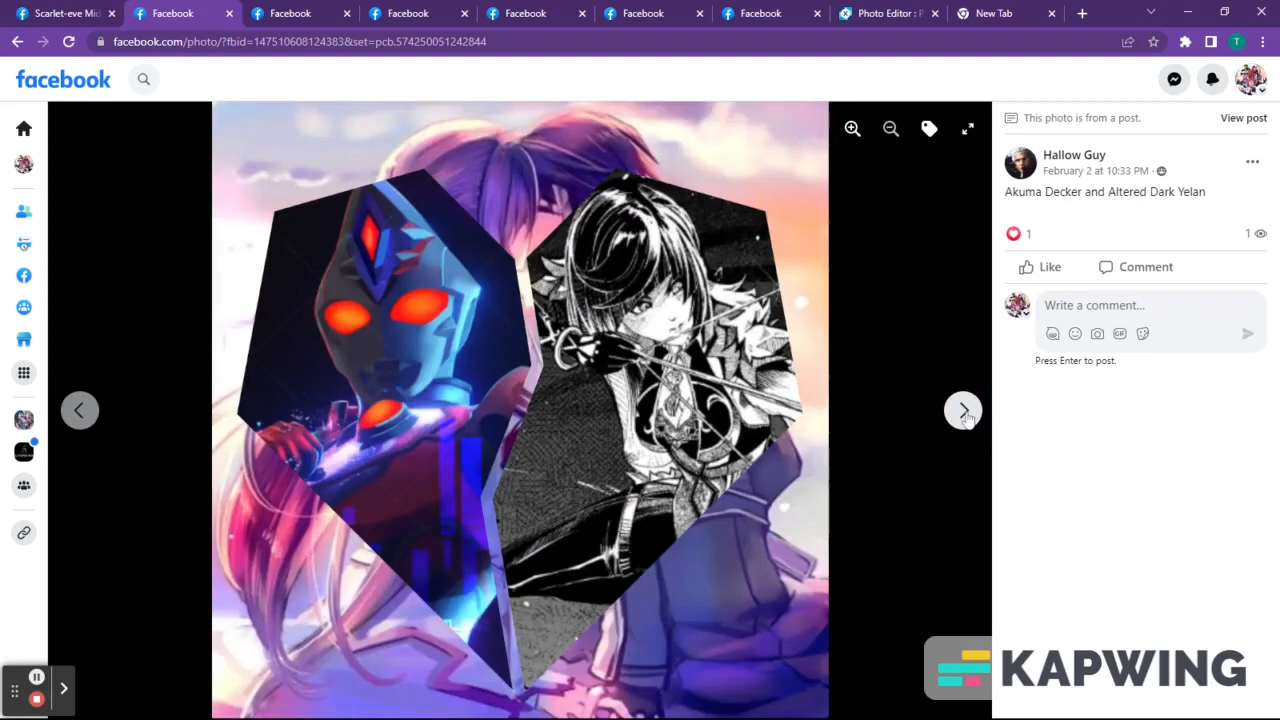 Scarlet-eve Mi
Facebook
Facebook
Facebook
Facebook
Facebook
Facebook
Photo Editor : P
New Tab
facebook.com/photo/?fbid=147510608124383&set=pcb.574250051242844
T
facebook
This photo is from a post.
View post
Hallow Guy
February 2 at 10:33 PM ·
Akuma Decker and Altered Dark Yelan
1
1
Like
Comment
Write a comment…
GIF
Press Enter to post.
KAPWING